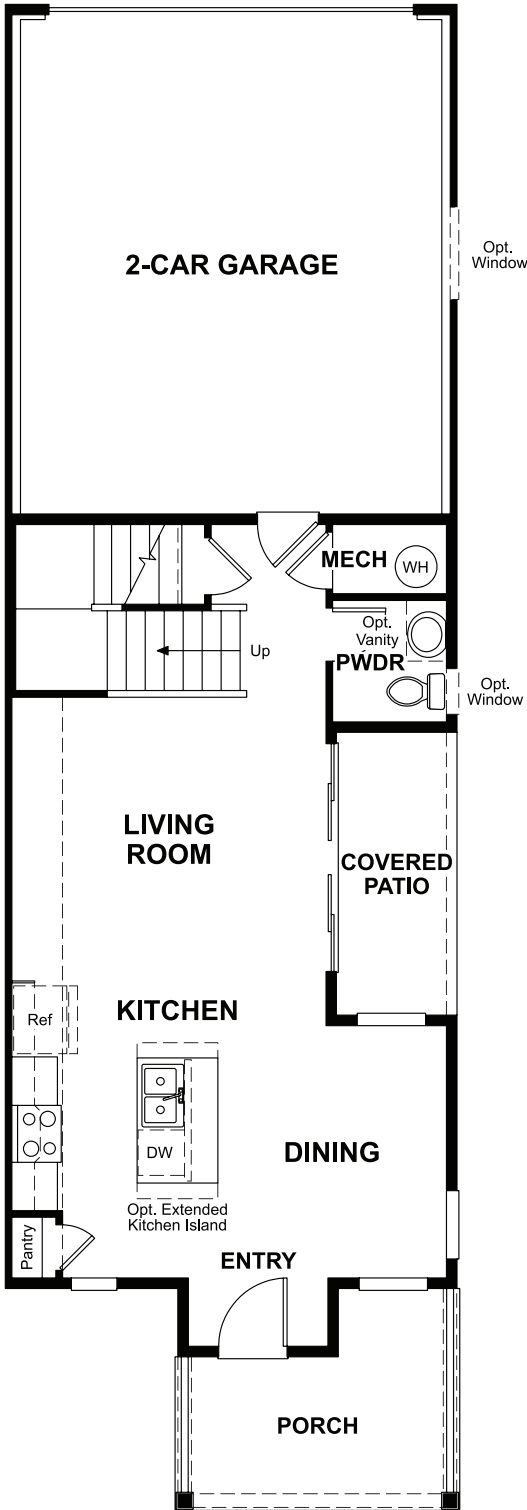 2-CAR GARAGE
Opt.
Window
MECH
WH
Opt.
Vanity
Up
PWDR
Opt.
Window
LIVING
ROOM
COVERED
PATIO
KITCHEN
Ref
DW
DINING
Opt. Extended
Kitchen Island
Pantry
ENTRY
PORCH